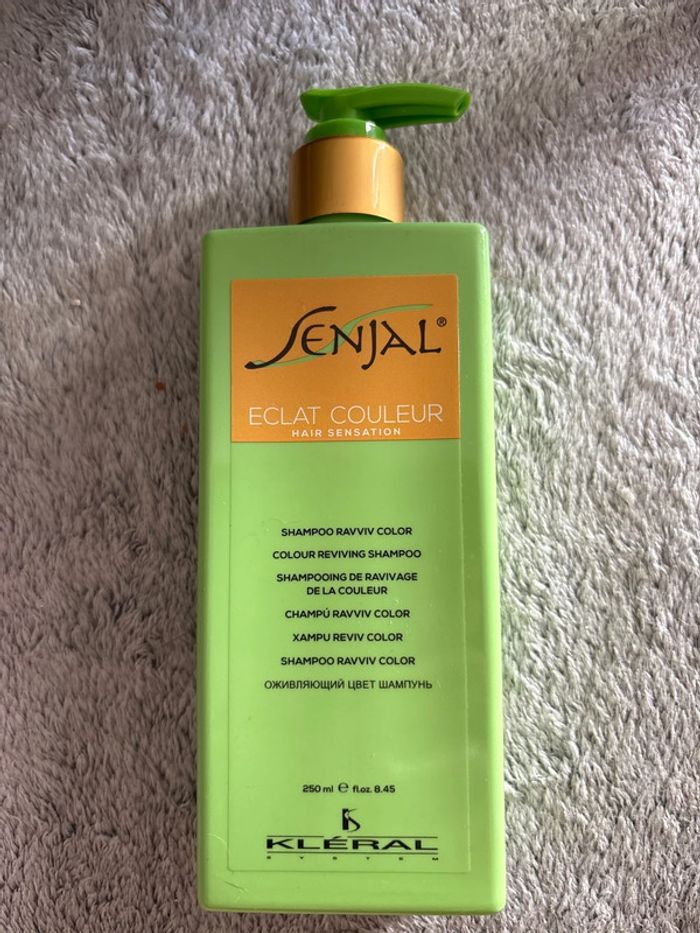 SENJAL®
ECLAT COULEUR
HAIR SENSATION
SHAMPOO RAVVIV COLOR
COLOUR REVIVING SHAMPOO
SHAMPOOING DE RAVIVAGE
DE LA COULEUR
CHAMPÚ RAVVIV COLOR
XAMPU REVIV COLOR
SHAMPOO RAVVIV COLOR
ОЖИВЛЯЮЩИЙ ЦВЕТ ШАМПУНЬ
250 ml e fl.oz. 8.45
KLÉRAL
SYSTEM